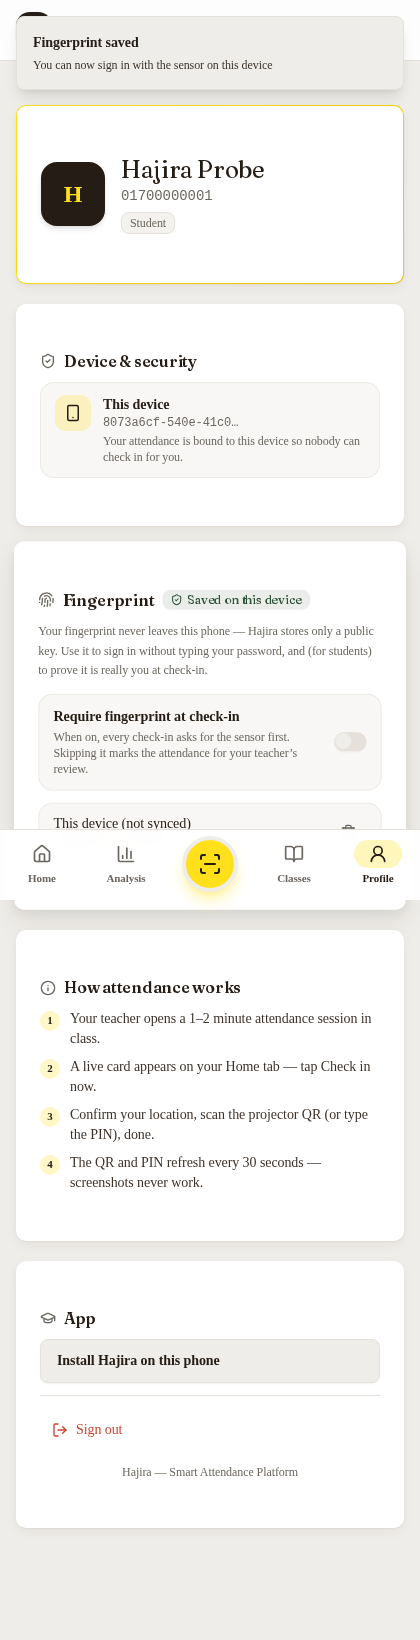 Fingerprint saved
You can now sign in with the sensor on this device
H
Hajira Probe
01700000001
Student
Device & security
This device
8073a6cf-540e-41c0…
Your attendance is bound to this device so nobody can
check in for you.
Fingerprint
Saved on this device
Your fingerprint never leaves this phone — Hajira stores only a public
key. Use it to sign in without typing your password, and (for students)
to prove it is really you at check-in.
Require fingerprint at check-in
When on, every check-in asks for the sensor first.
Skipping it marks the attendance for your teacher’s
review.
This device (not synced)
Home
Analysis
Classes
Profile
How attendance works
1 Your teacher opens a 1–2 minute attendance session in
class.
2 A live card appears on your Home tab — tap Check in
now.
3 Confirm your location, scan the projector QR (or type
the PIN), done.
4 The QR and PIN refresh every 30 seconds —
screenshots never work.
App
Install Hajira on this phone
Sign out
Hajira — Smart Attendance Platform